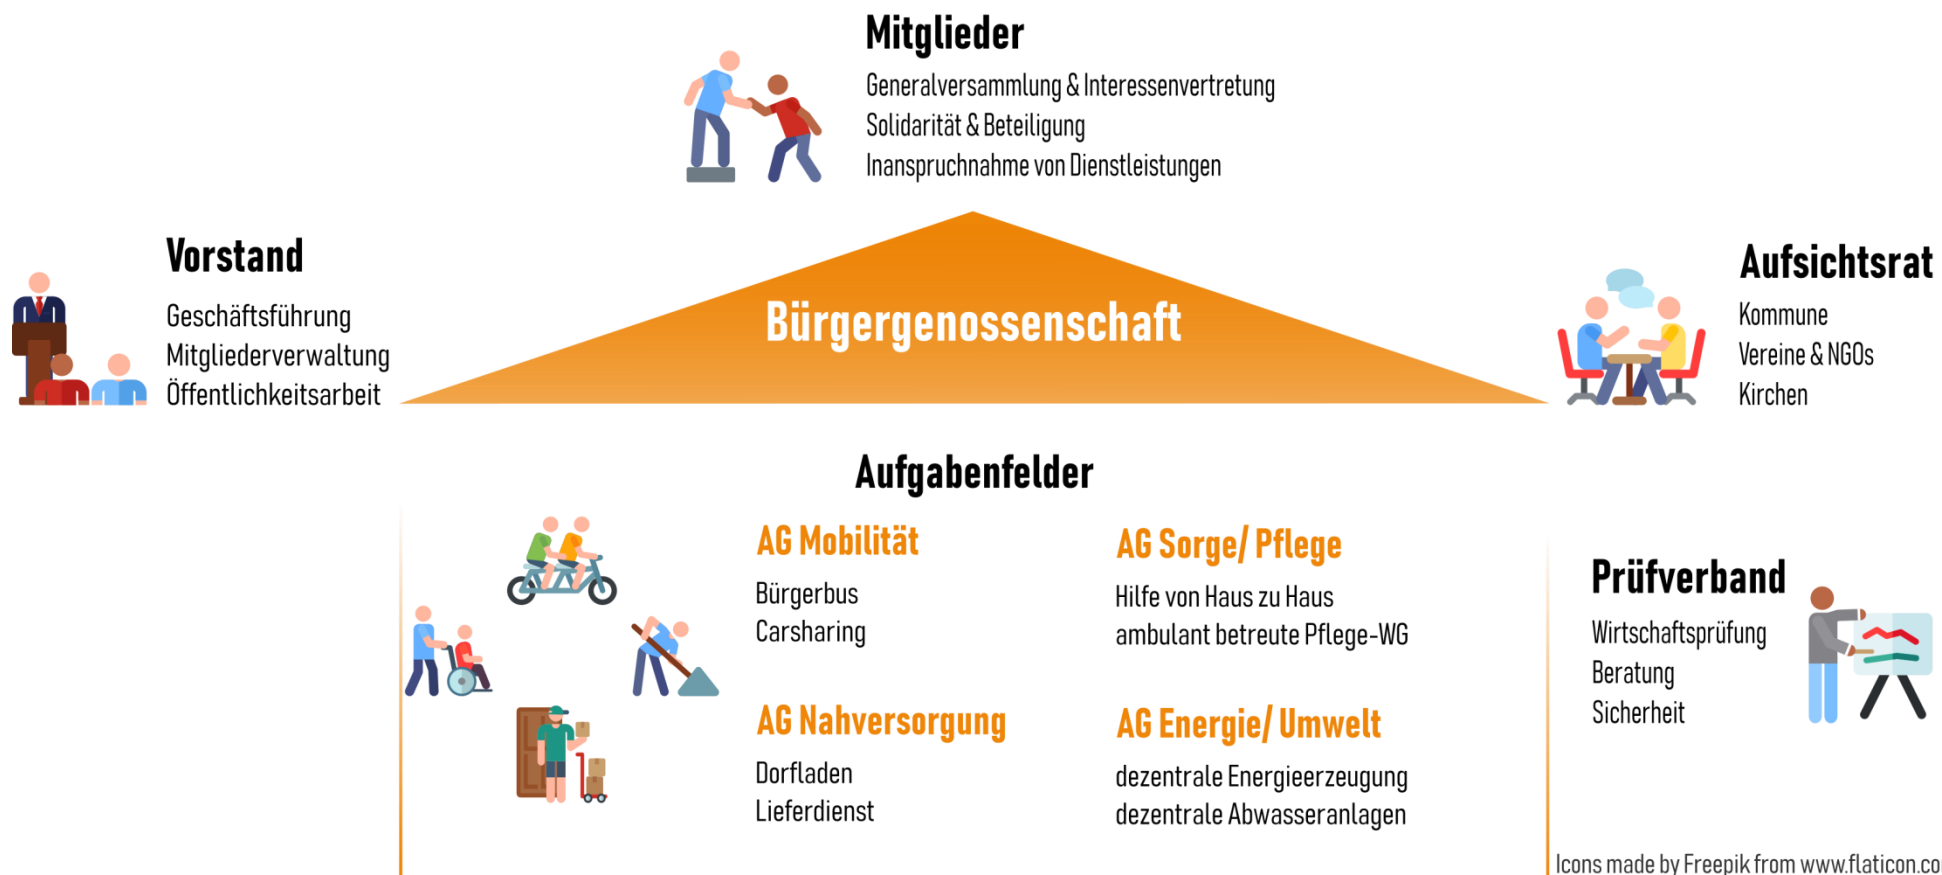 Mitglieder
Generalversammlung & Interessenvertretung
Solidarität & Beteiligung
Inanspruchnahme von Dienstleistungen
Vorstand
Geschäftsführung
Mitgliederverwaltung
Öffentlichkeitsarbeit
Bürgergenossenschaft
Aufsichtsrat
Kommune
Vereine & NGOs
Kirchen
Aufgabenfelder
AG Mobilität
Bürgerbus
Carsharing
AG Sorge/ Pflege
Hilfe von Haus zu Haus
ambulant betreute Pflege-WG
AG Nahversorgung
Dorfladen
Lieferdienst
AG Energie/ Umwelt
dezentrale Energieerzeugung
dezentrale Abwasseranlagen
Prüfverband
Wirtschaftsprüfung
Beratung
Sicherheit
Icons made by Freepik from www.flaticon.co